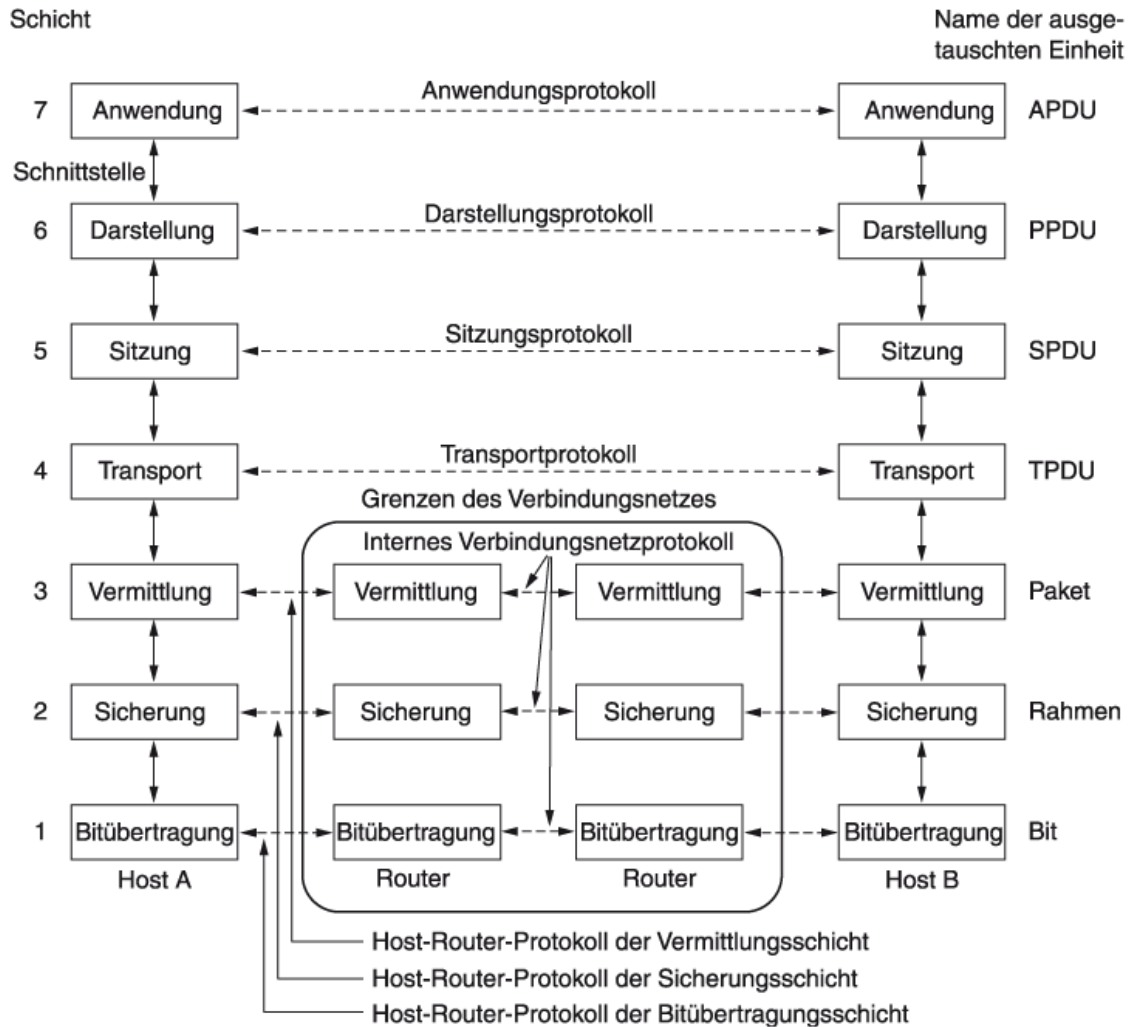 Schicht
Name der ausge-
tauschten Einheit
7
Anwendung
Anwendungsprotokoll
Anwendung
APDU
Schnittstelle
6
Darstellung
Darstellungsprotokoll
Darstellung
PPDU
5
Sitzung
Sitzungsprotokoll
Sitzung
SPDU
4
Transport
Transportprotokoll
Transport
TPDU
Grenzen des Verbindungsnetzes
Internes Verbindungsnetzprotokoll
3
Vermittlung
Vermittlung
Vermittlung
Vermittlung
Paket
2
Sicherung
Sicherung
Sicherung
Sicherung
Rahmen
1
Bitübertragung
Bitübertragung
Bitübertragung
Bitübertragung
Bit
Host A
Router
Router
Host B
Host-Router-Protokoll der Vermittlungsschicht
Host-Router-Protokoll der Sicherungsschicht
Host-Router-Protokoll der Bitübertragungsschicht